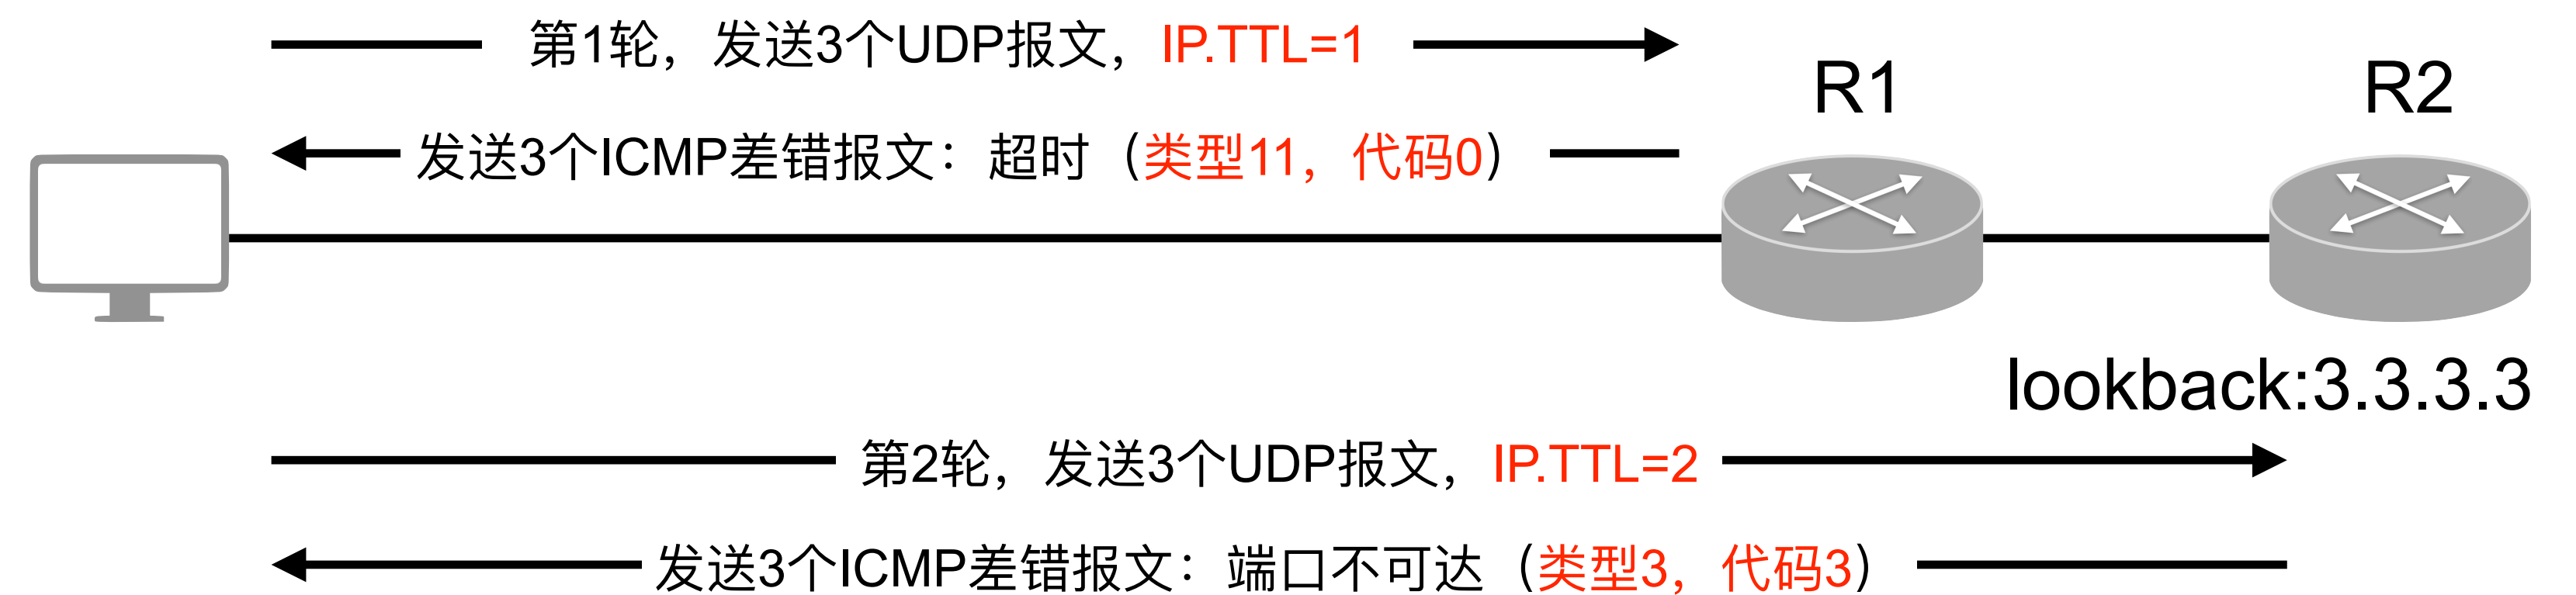 第1轮，发送3个UDP报文，IP.TTL=1
R1
R2
发送3个ICMP差错报文：超时（类型11，代码0）
lookback:3.3.3.3
第2轮，发送3个UDP报文，IP.TTL=2
发送3个ICMP差错报文：端口不可达（类型3，代码3）